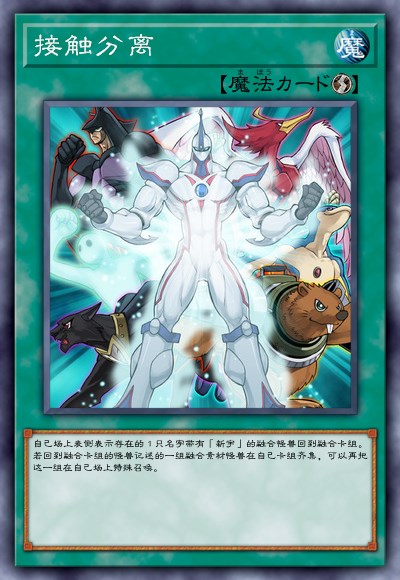 接触分离
魔
【魔法カード】
まほう
自己场上表侧表示存在的1只名字带有「新宇」的融合怪兽回到融合卡组。
若回到融合卡组的怪兽记述的一组融合素材怪兽在自己卡组齐集，可以再把
这一组在自己场上特殊召唤。